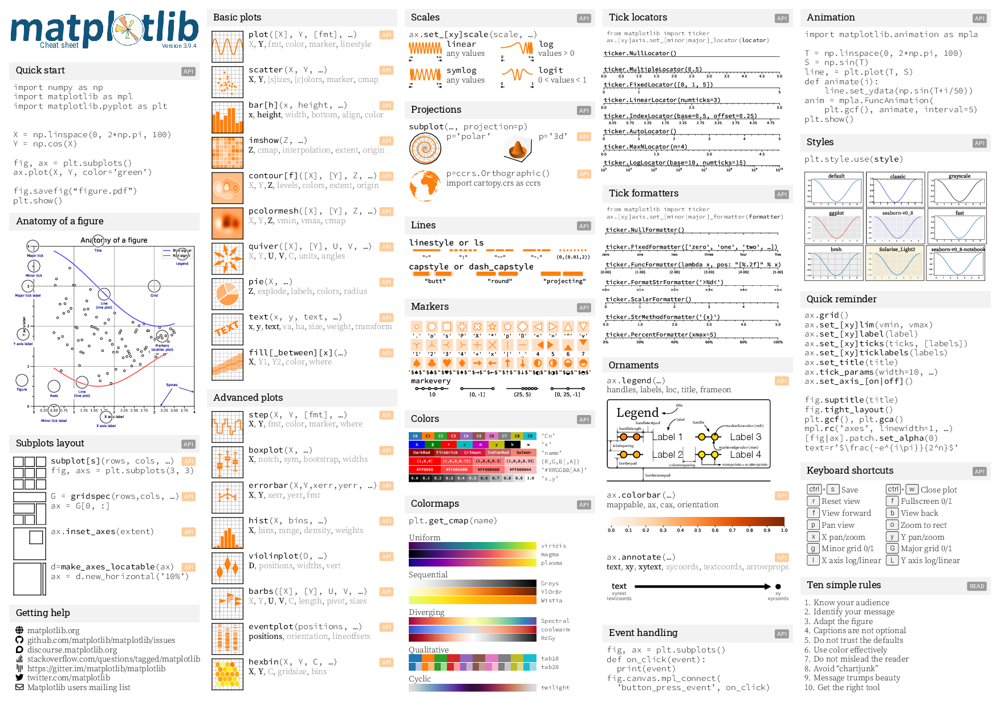 matplotlib
Cheat sheet
Version 3.9.4
Quick start
API
import numpy as np
import matplotlib as mpl
import matplotlib.pyplot as plt
X = np.linspace(0, 2*np.pi, 100)
Y = np.cos(X)
fig, ax = plt.subplots()
ax.plot(X, Y, color=’green’)
fig.savefig(“figure.pdf”)
plt.show()
Anatomy of a figure
Anatomy of a figure
Title
Blue signal
Red signal
Legend
Major tick
Minor tick
Major tick label
Grid
Line
(line plot)
Y axis label
Y axis label
Markers
(scatter plot)
Figure
Axes
Line
(line plot)
Spines
4
3
2
1
0
0 0.25 0.50 0.75 1 1.25 1.50 1.75 2 2.25 2.50 2.75 3 3.25 3.50 3.75 4
Minor tick label
X axis label
X axis label
Subplots layout
API
subplot[s](rows, cols, …) API
fig, axs = plt.subplots(3, 3)
G = gridspec(rows,cols, …) API
ax = G[0, :]
ax.inset_axes(extent) API
d=make_axes_locatable(ax) API
ax = d.new_horizontal(’10%’)
Getting help
matplotlib.org
github.com/matplotlib/matplotlib/issues
discourse.matplotlib.org
stackoverflow.com/questions/tagged/matplotlib
https://gitter.im/matplotlib/matplotlib
twitter.com/matplotlib
Matplotlib users mailing list
Basic plots
plot([X], Y, [fmt], …) API
X, Y, fmt, color, marker, linestyle
scatter(X, Y, …) API
X, Y, [s]izes, [c]olors, marker, cmap
bar[h](x, height, …) API
x, height, width, bottom, align, color
imshow(Z, …) API
Z, cmap, interpolation, extent, origin
contour[f]([X], [Y], Z, …) API
X, Y, Z, levels, colors, extent, origin
pcolormesh([X], [Y], Z, …) API
X, Y, Z, vmin, vmax, cmap
quiver([X], [Y], U, V, …) API
X, Y, U, V, C, units, angles
pie(X, …) API
Z, explode, labels, colors, radius
TEXT
text(x, y, text, …) API
x, y, text, va, ha, size, weight, transform
fill[_between][x](…) API
X, Y1, Y2, color, where
Advanced plots
step(X, Y, [fmt], …) API
X, Y, fmt, color, marker, where
boxplot(X, …) API
X, notch, sym, bootstrap, widths
errorbar(X,Y,xerr,yerr, …) API
X, Y, xerr, yerr, fmt
hist(X, bins, …) API
X, bins, range, density, weights
violinplot(D, …) API
D, positions, widths, vert
barbs([X], [Y], U, V, …) API
X, Y, U, V, C, length, pivot, sizes
eventplot(positions, …) API
positions, orientation, lineoffsets
hexbin(X, Y, C, …) API
X, Y, C, gridsize, bins
Scales
API
ax.set_[xy]scale(scale, …)
linear
any values
-∞ +∞
log
values > 0
0 +∞
symlog
any values
-∞ +∞
logit
0 < values < 1
0 1
Projections
API
subplot(…, projection=p)
p=’polar’
p=’3d’ API
p=ccrs.Orthographic() API
import cartopy.crs as ccrs
Lines
API
linestyle or ls
"-" ":" "--" "-." (0,(0.01,2))
capstyle or dash_capstyle
"butt" "round" "projecting"
Markers
API
'.' 'o' 's' 'P' 'X' '*' 'p' 'D' '<' '>' '^' 'v'
'1' '2' '3' '4' '+' 'x' '|' '_' 4 5 6 7
'$♠$' '$♣$' '$♥$' '$♦$' '$→$' '$←$' '$↑$' '$↓$' '$◐$' '$◑$' '$◒$' '$◓$'
markevery
10 [0, -1] (25, 5) [0, 25, -1]
Colors
API
C0 C1 C2 C3 C4 C5 C6 C7 C8 C9 ’Cn’
b g r c m y k w ’x’
DarkRed Firebrick Crimson IndianRed Salmon ’name’
(1,0,0) (1,0,0,0.75) (1,0,0,0.5) (1,0,0,0.25) (R,G,B[,A])
#FF0000 #FF0000BB #FF000088 #FF000044 ’#RRGGBB[AA]’
0.0 0.1 0.2 0.3 0.4 0.5 0.6 0.7 0.8 0.9 1.0 ’x.y’
Colormaps
API
plt.get_cmap(name)
Uniform
viridis
magma
plasma
Sequential
Greys
YlOrBr
Wistia
Diverging
Spectral
coolwarm
RdGy
Qualitative
tab10
tab20
Cyclic
twilight
Tick locators
API
from matplotlib import ticker
ax.[xy]axis.set_[minor|major]_locator(locator)
ticker.NullLocator()
ticker.MultipleLocator(0.5)
0.0 0.5 1.0 1.5 2.0 2.5 3.0 3.5 4.0 4.5 5.0
ticker.FixedLocator([0, 1, 5])
0 1 5
ticker.LinearLocator(numticks=3)
0.0 2.5 5.0
ticker.IndexLocator(base=0.5, offset=0.25)
0.25 0.75 1.25 1.75 2.25 2.75 3.25 3.75 4.25 4.75
ticker.AutoLocator()
0 1 2 3 4 5
ticker.MaxNLocator(n=4)
0.0 1.5 3.0 4.5
ticker.LogLocator(base=10, numticks=15)
10³ 10⁴ 10⁵ 10⁶ 10⁷ 10⁸ 10⁹ 10¹⁰
Tick formatters
API
from matplotlib import ticker
ax.[xy]axis.set_[minor|major]_formatter(formatter)
ticker.NullFormatter()
ticker.FixedFormatter(['zero', 'one', 'two', …])
zero one two three four five
ticker.FuncFormatter(lambda x, pos: "[%.2f]" % x)
[0.00] [1.00] [2.00] [3.00] [4.00] [5.00]
ticker.FormatStrFormatter('>%d<')
>0< >1< >2< >3< >4< >5<
ticker.ScalarFormatter()
0 1 2 3 4 5
ticker.StrMethodFormatter('{x}')
0.0 1.0 2.0 3.0 4.0 5.0
ticker.PercentFormatter(xmax=5)
0% 20% 40% 60% 80% 100%
Ornaments
ax.legend(…) API
handles, labels, loc, title, frameon
Legend
title
label
handle
handlelength
handletextpad
markerfacecolor (mfc)
Label 1
Label 3
labelspacing
markeredgecolor (mec)
Label 2
Label 4
borderpad
columnspacing
numpoints or scatterpoints
borderaxespad
ax.colorbar(…) API
mappable, ax, cax, orientation
0.0 0.1 0.2 0.3 0.4 0.5 0.6 0.7 0.8 0.9 1.0
ax.annotate(…) API
text, xy, xytext, xycoords, textcoords, arrowprops
text
xytext
textcoords
xy
xycoords
Event handling
API
fig, ax = plt.subplots()
def on_click(event):
print(event)
fig.canvas.mpl_connect(
’button_press_event’, on_click)
Animation
API
import matplotlib.animation as mpla
T = np.linspace(0, 2*np.pi, 100)
S = np.sin(T)
line, = plt.plot(T, S)
def animate(i):
line.set_ydata(np.sin(T+i/50))
anim = mpla.FuncAnimation(
plt.gcf(), animate, interval=5)
plt.show()
Styles
API
plt.style.use(style)
default
classic
grayscale
ggplot
seaborn-v0_8
fast
bmh
Solarize_Light2
seaborn-v0_8-notebook
Quick reminder
ax.grid()
ax.set_[xy]lim(vmin, vmax)
ax.set_[xy]label(label)
ax.set_[xy]ticks(ticks, [labels])
ax.set_[xy]ticklabels(labels)
ax.set_title(title)
ax.tick_params(width=10, …)
ax.set_axis_[on|off]()
fig.suptitle(title)
fig.tight_layout()
plt.gcf(), plt.gca()
mpl.rc(’axes’, linewidth=1, …)
[fig|ax].patch.set_alpha(0)
text=r’$\frac{-e^{i\pi}}{2^n}$’
Keyboard shortcuts
API
ctrl + s Save
ctrl + w Close plot
r Reset view
f Fullscreen 0/1
f View forward
b View back
p Pan view
o Zoom to rect
x X pan/zoom
y Y pan/zoom
g Minor grid 0/1
G Major grid 0/1
l X axis log/linear
L Y axis log/linear
Ten simple rules
READ
1. Know your audience
2. Identify your message
3. Adapt the figure
4. Captions are not optional
5. Do not trust the defaults
6. Use color effectively
7. Do not mislead the reader
8. Avoid “chartjunk”
9. Message trumps beauty
10. Get the right tool